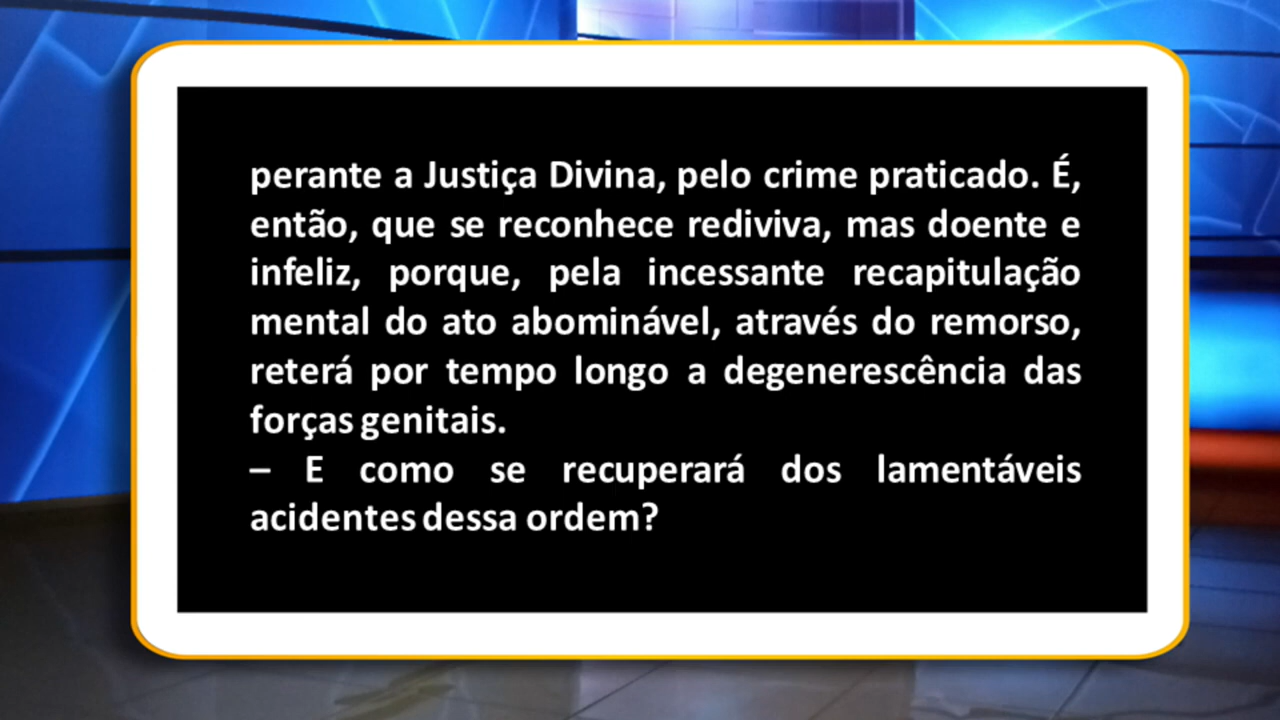 perante a Justiça Divina, pelo crime praticado. É,
então, que se reconhece rediviva, mas doente e
infeliz, porque, pela incessante recapitulação
mental do ato abominável, através do remorso,
reterá por tempo longo a degenerescência das
forças genitais.
– E como se recuperará dos lamentáveis
acidentes dessa ordem?